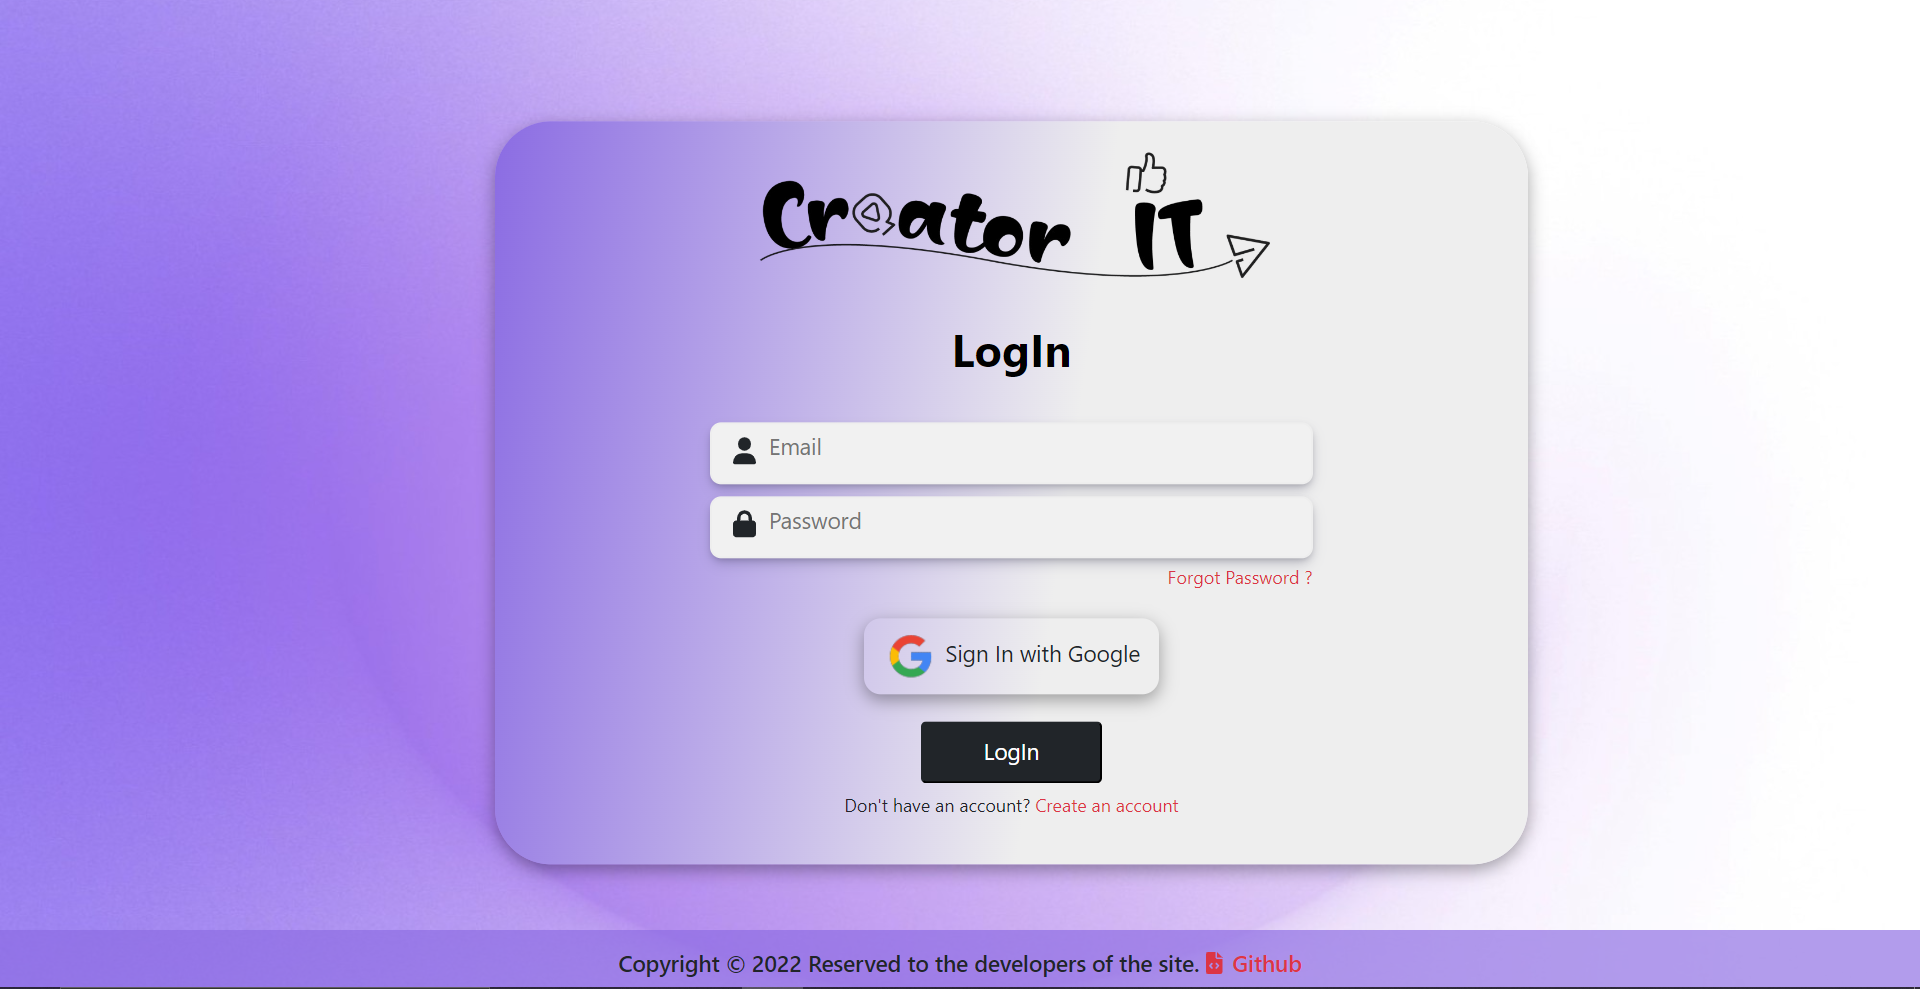 Creator IT
LogIn
Email
Password
Forgot Password ?
Sign In with Google
LogIn
Don't have an account? Create an account
Copyright © 2022 Reserved to the developers of the site. Github